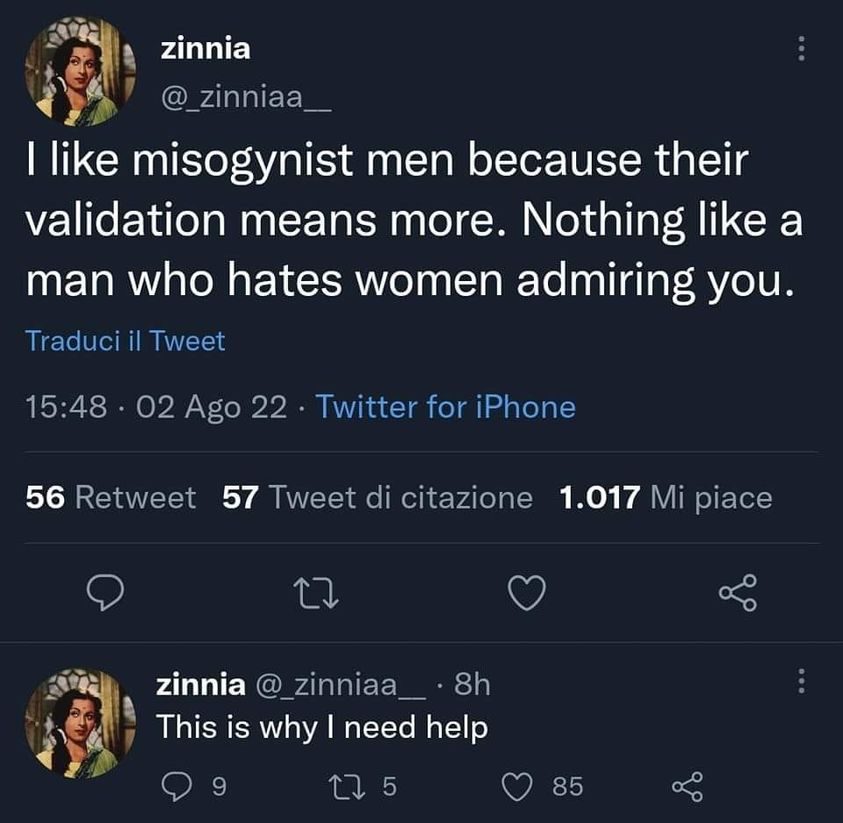 zinnia
@_zinniaa__
I like misogynist men because their
validation means more. Nothing like a
man who hates women admiring you.
Traduci il Tweet
15:48 · 02 Ago 22 · Twitter for iPhone
56 Retweet 57 Tweet di citazione 1.017 Mi piace
zinnia @_zinniaa__ · 8h
This is why I need help
9 5 85